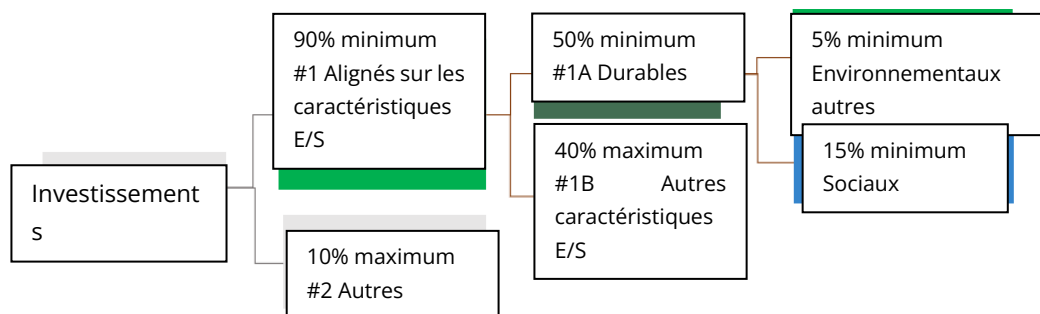 Investissement
s
90% minimum
#1 Alignés sur les
caractéristiques
E/S
10% maximum
#2 Autres
50% minimum
#1A Durables
40% maximum
#1B Autres
caractéristiques
E/S
5% minimum
Environnementaux
autres
15% minimum
Sociaux